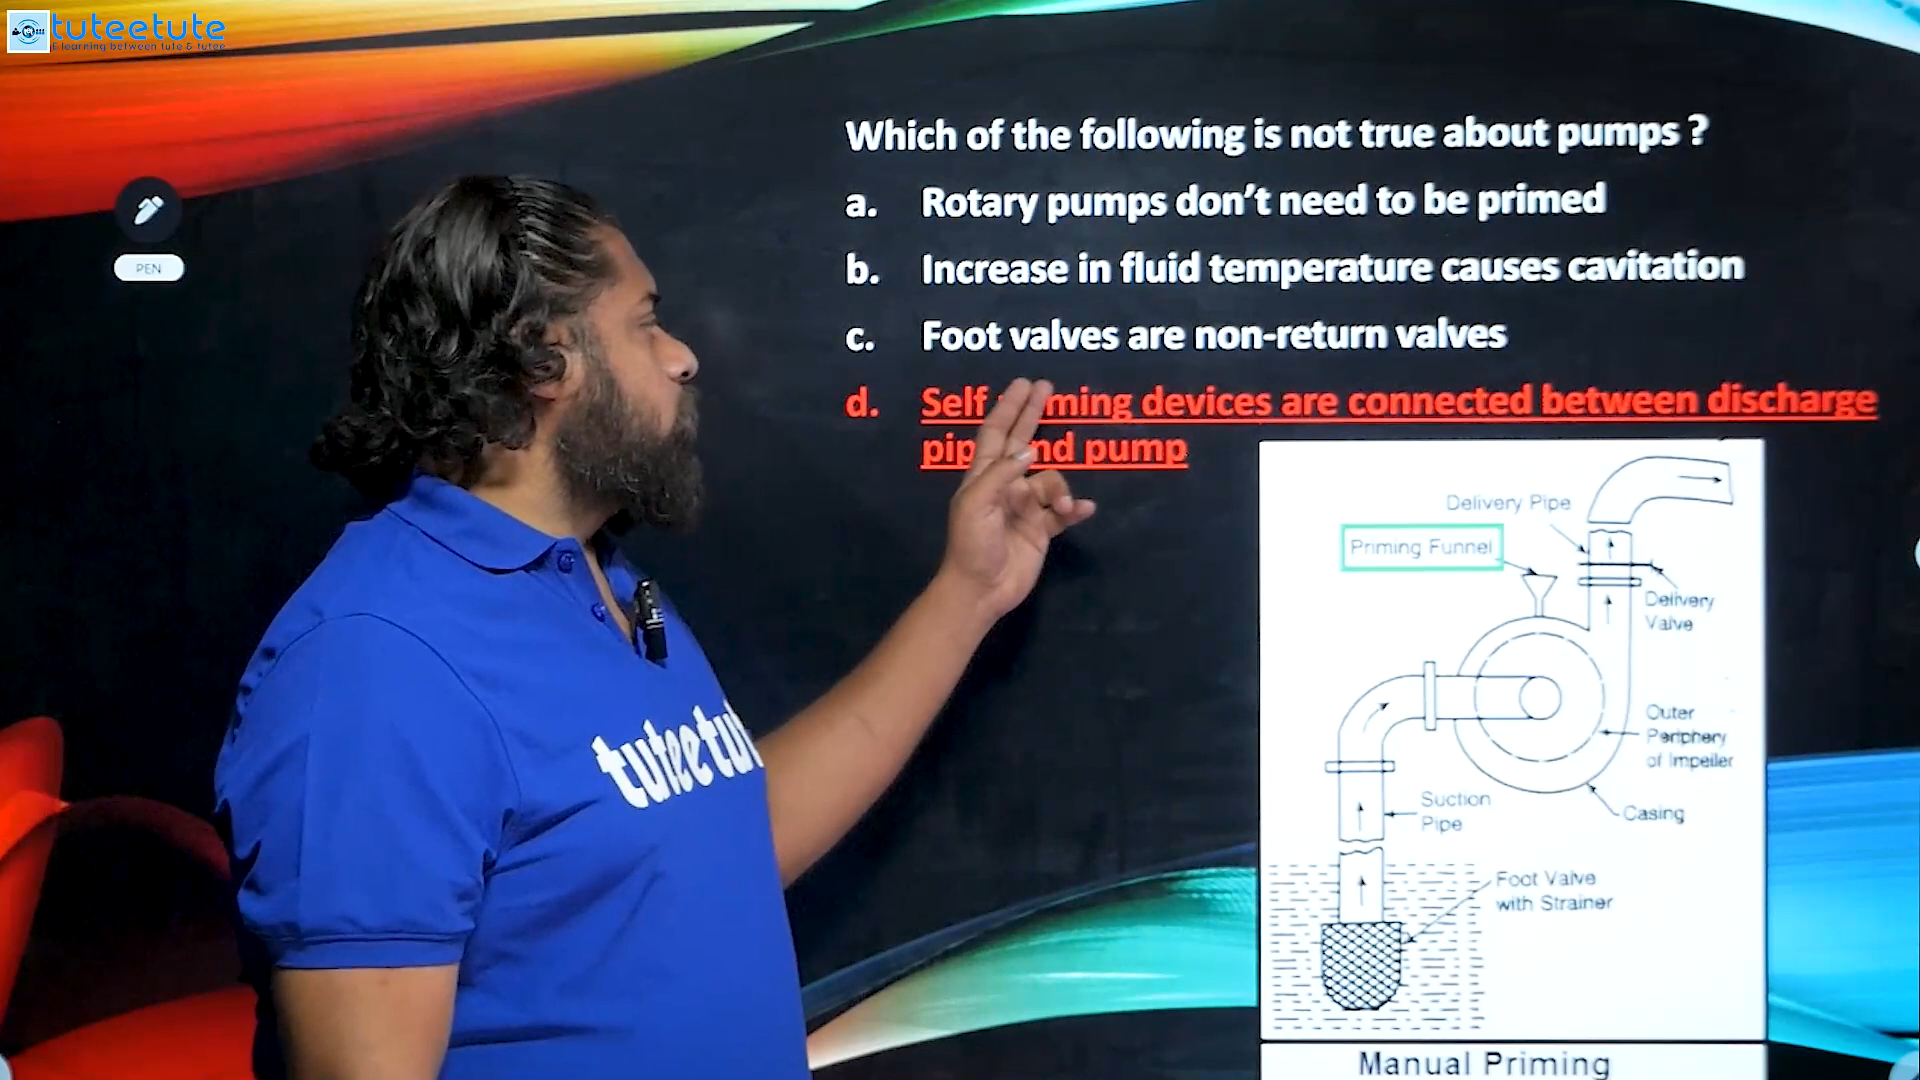 tuteetute
E learning between tute & tutee
PEN
Which of the following is not true about pumps ?
a. Rotary pumps don't need to be primed
b. Increase in fluid temperature causes cavitation
c. Foot valves are non-return valves
d. Self ming devices are connected between discharge
pip nd pump
tuteetut
Delivery Pipe
Priming Funnel
Delivery
Valve
Outer
Periphery
of Impeller
Suction
Pipe
Casing
Foot Valve
with Strainer
Manual Priming